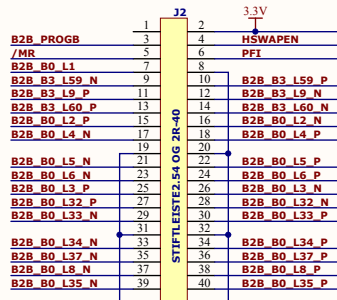 J2
3.3V
1 2
B2B_PROGB 3 4 HSWAPEN
/MR 5 6 PFI
B2B_B0_L1 7 8
B2B_B3_L59_N 9 10 B2B_B3_L59_P
B2B_B3_L9_P 11 12 B2B_B3_L9_N
B2B_B3_L60_P 13 14 B2B_B3_L60_N
B2B_B0_L2_P 15 16 B2B_B0_L2_N
B2B_B0_L4_N 17 18 B2B_B0_L4_P
19 20
B2B_B0_L5_N 21 22 B2B_B0_L5_P
B2B_B0_L6_N 23 24 B2B_B0_L6_P
B2B_B0_L3_P 25 26 B2B_B0_L3_N
B2B_B0_L32_P 27 28 B2B_B0_L32_N
B2B_B0_L33_N 29 30 B2B_B0_L33_P
31 32
B2B_B0_L34_N 33 34 B2B_B0_L34_P
B2B_B0_L37_N 35 36 B2B_B0_L37_P
B2B_B0_L8_N 37 38 B2B_B0_L8_P
B2B_B0_L35_N 39 40 B2B_B0_L35_P
STIFTLEISTE2.54 OG 2R-40